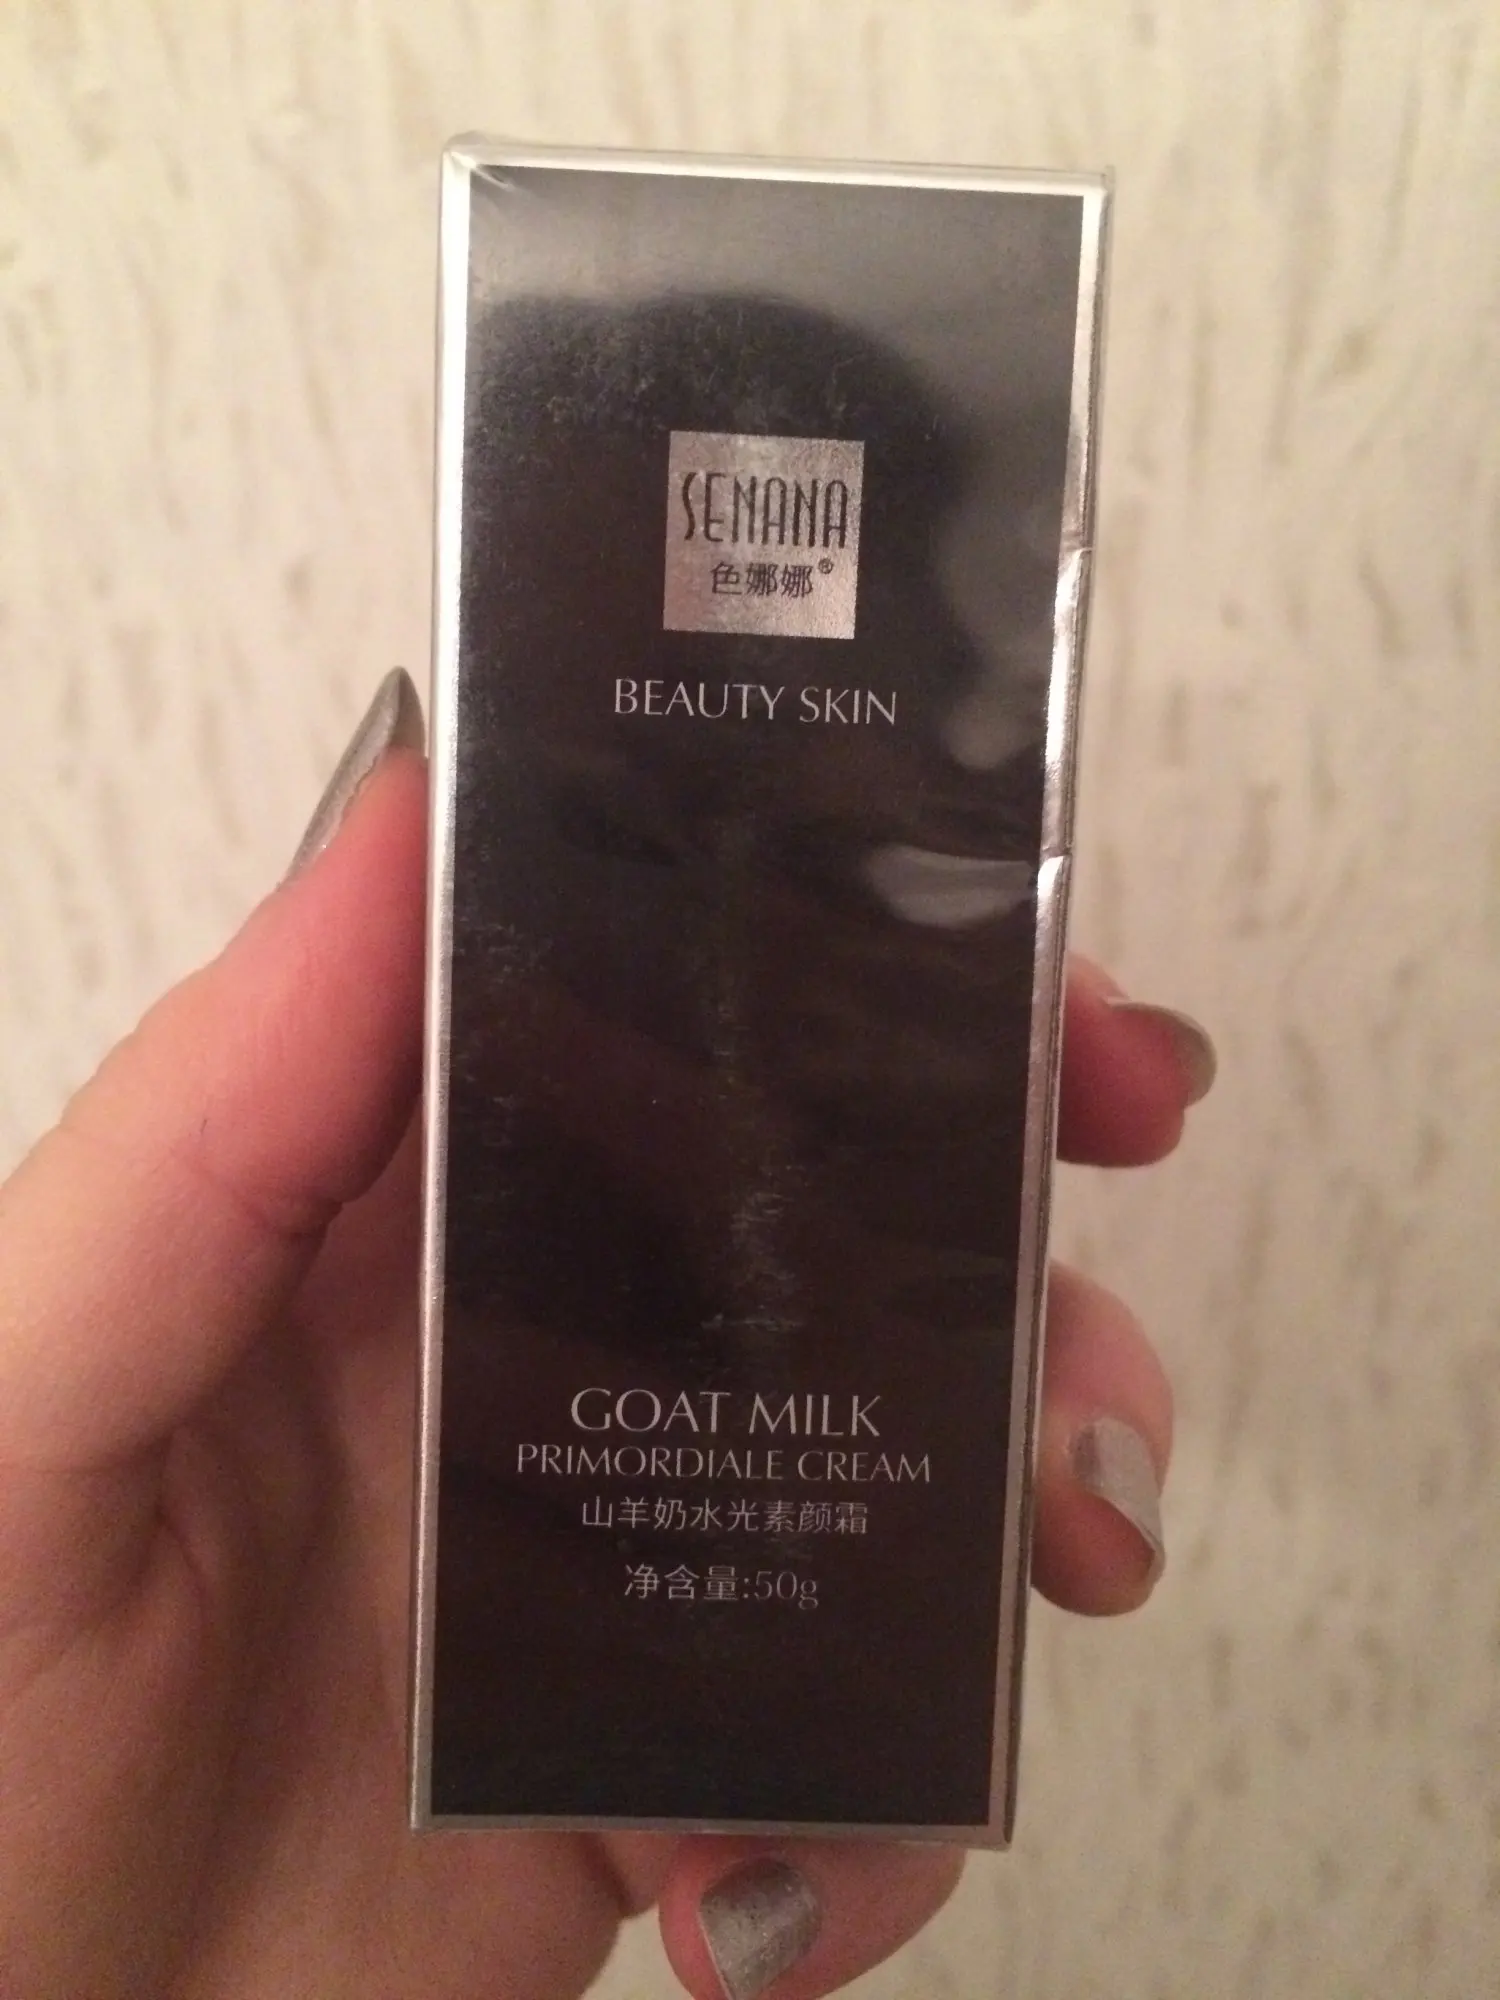 SENANA
色娜娜®
BEAUTY SKIN
GOAT MILK
PRIMORDIALE CREAM
山羊奶水光素颜霜
净含量:50g